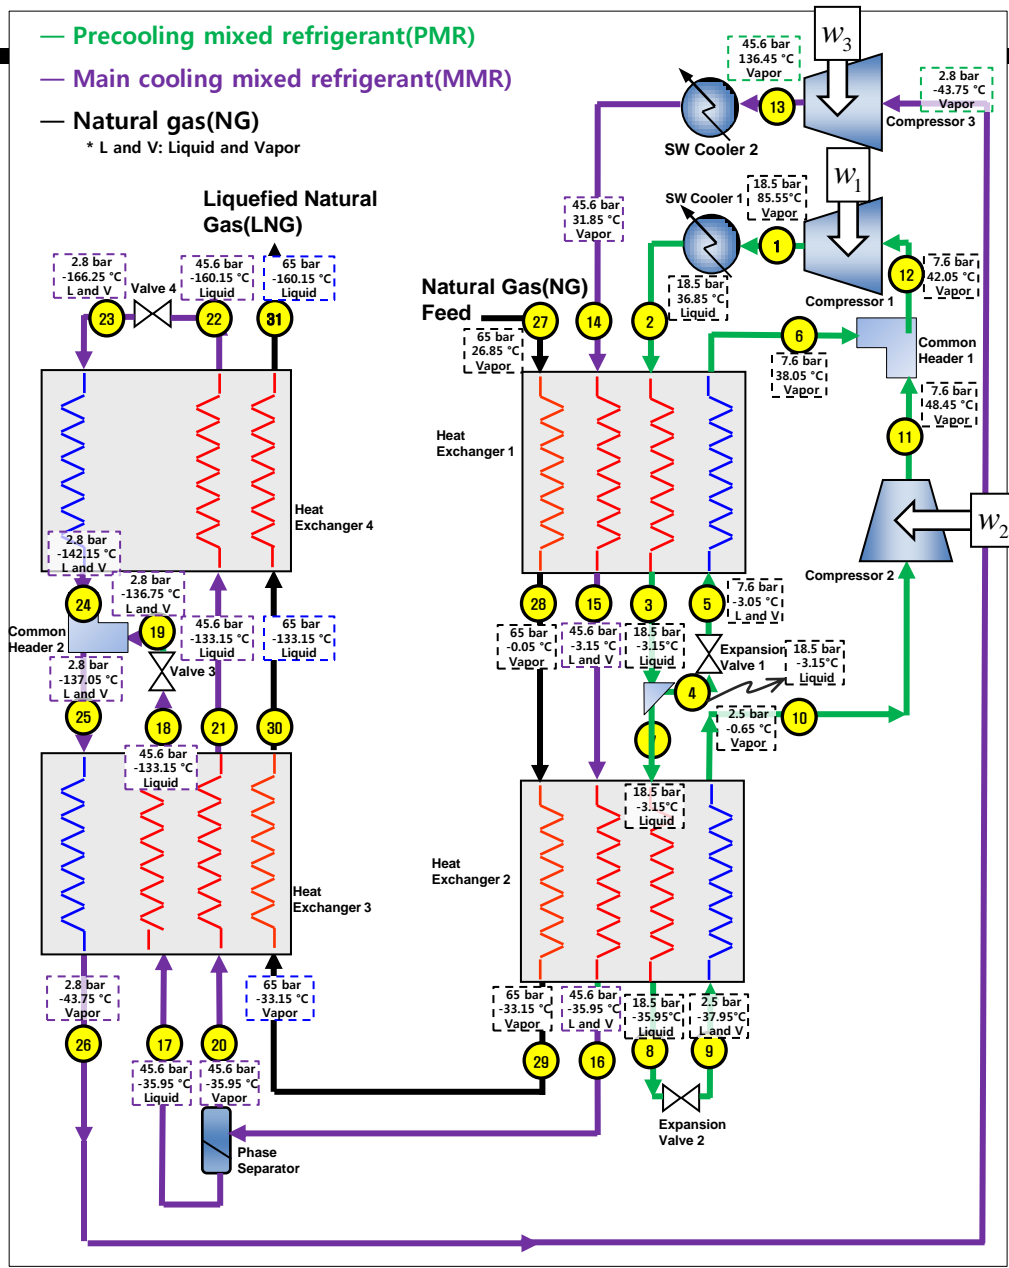 Precooling mixed refrigerant(PMR)
Main cooling mixed refrigerant(MMR)
Natural gas(NG)
* L and V: Liquid and Vapor
w3
45.6 bar
136.45 °C
Vapor
13
2.8 bar
-43.75 °C
Vapor
Compressor 3
SW Cooler 2
w1
18.5 bar
85.55°C
Vapor
SW Cooler 1
1
Compressor 1
12
7.6 bar
42.05 °C
Vapor
45.6 bar
31.85 °C
Vapor
18.5 bar
36.85 °C
Liquid
Liquefied Natural
Gas(LNG)
2.8 bar
-166.25 °C
L and V
Valve 4
45.6 bar
-160.15 °C
Liquid
65 bar
-160.15 °C
Liquid
23
22
31
Natural Gas(NG)
Feed
27
14
2
6
65 bar
26.85 °C
Vapor
7.6 bar
38.05 °C
Vapor
Common
Header 1
7.6 bar
48.45 °C
Vapor
11
Heat
Exchanger 1
Heat
Exchanger 4
w2
Compressor 2
2.8 bar
-142.15 °C
L and V
2.8 bar
-136.75 °C
L and V
24
19
Common
Header 2
45.6 bar
-133.15 °C
Liquid
65 bar
-133.15 °C
Liquid
2.8 bar
-137.05 °C
L and V
Valve 3
25
18
21
30
45.6 bar
-133.15 °C
Liquid
28
15
3
5
65 bar
-0.05 °C
Vapor
45.6 bar
-3.15 °C
L and V
18.5 bar
-3.15°C
Liquid
7.6 bar
-3.05 °C
L and V
Expansion
Valve 1
4
18.5 bar
-3.15°C
Liquid
2.5 bar
-0.65 °C
Vapor
10
18.5 bar
-3.15°C
Liquid
Heat
Exchanger 2
Heat
Exchanger 3
2.8 bar
-43.75 °C
Vapor
65 bar
-33.15 °C
Vapor
26
17
20
45.6 bar
-35.95 °C
Liquid
45.6 bar
-35.95 °C
Vapor
65 bar
-33.15 °C
Vapor
45.6 bar
-35.95 °C
L and V
18.5 bar
-35.95°C
Liquid
2.5 bar
-37.95°C
L and V
29
16
8
9
Phase
Separator
Expansion
Valve 2